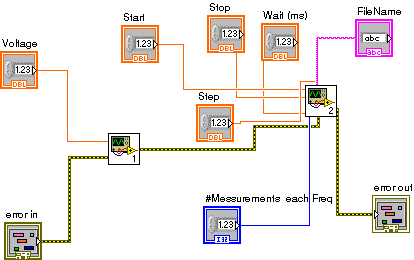 FileName
Start
Stop
Wait (ms)
abc
abc
Voltage
1.23
DBL
1.23
DBL
1.23
DBL
1.23
DBL
Step
1.23
DBL
2
1
error in
#Messurements each Freq
error out
1.23
I32